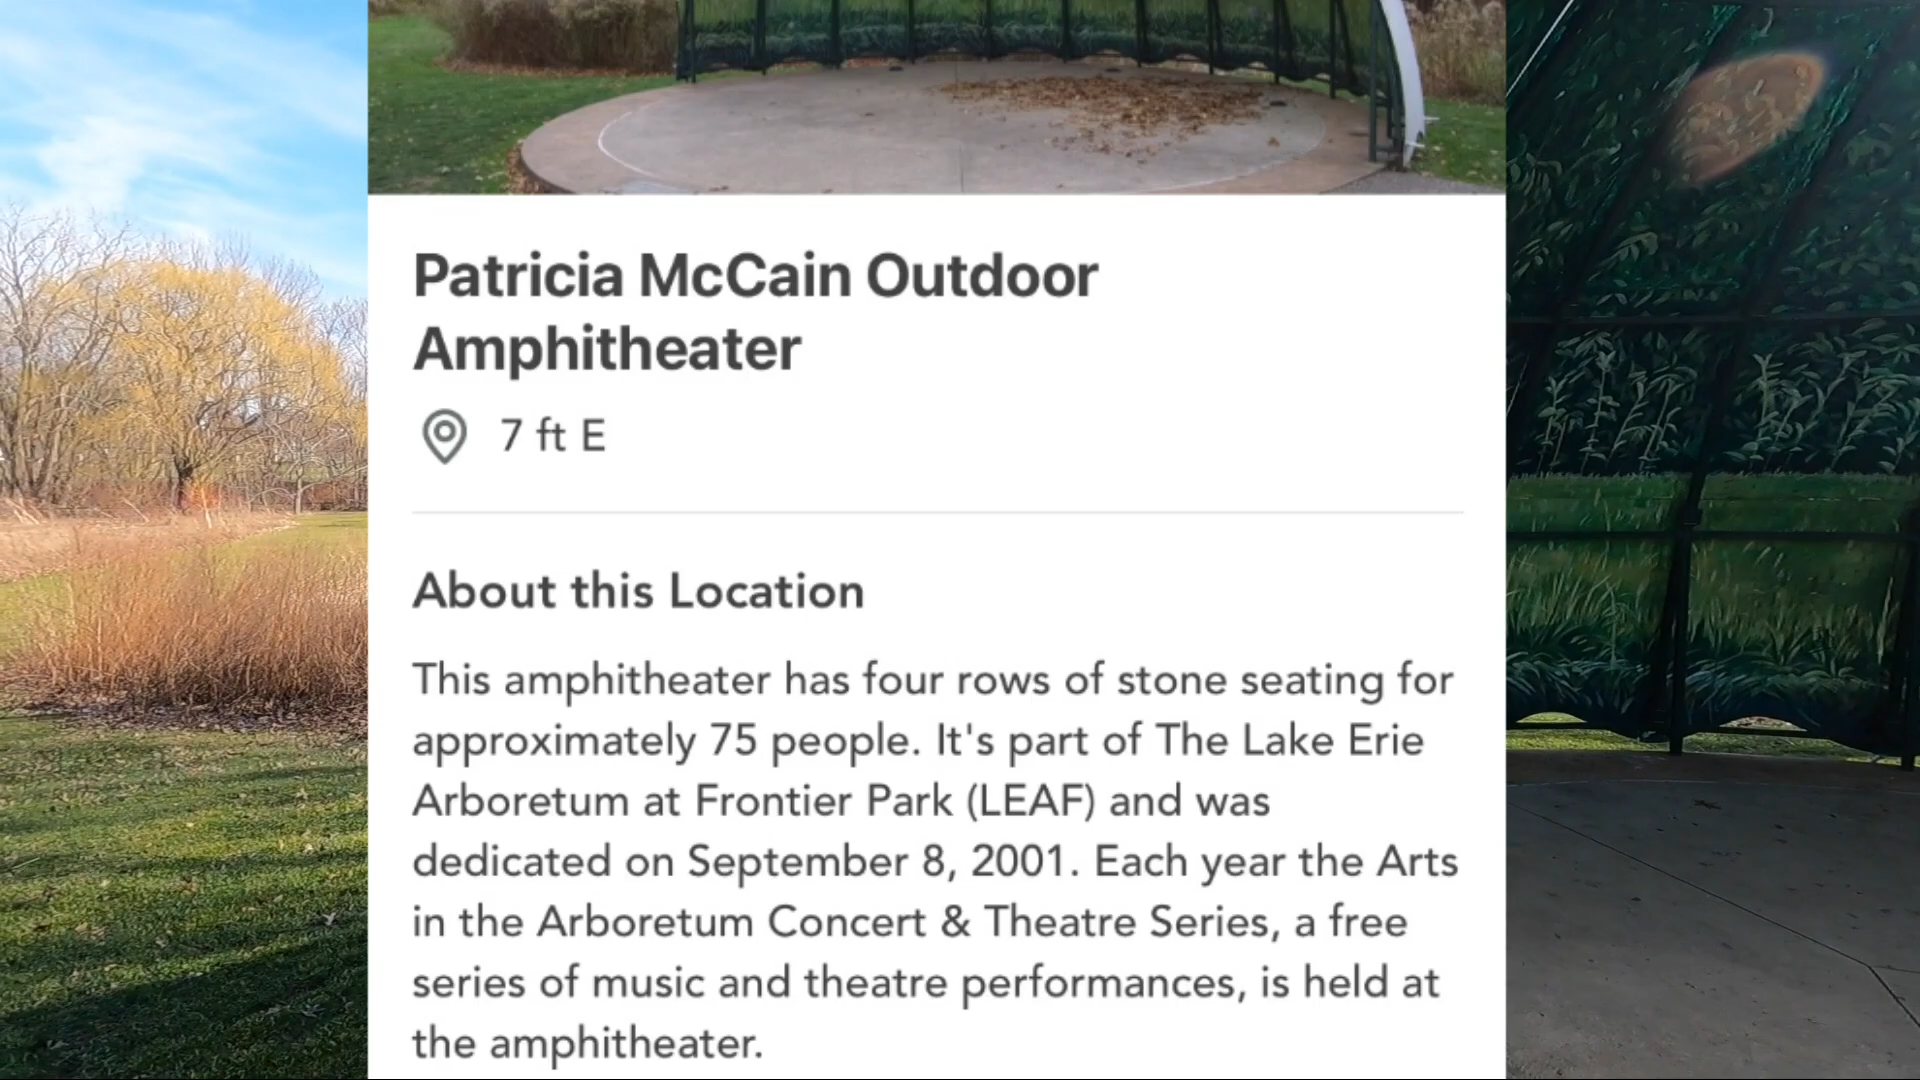 Patricia McCain Outdoor
Amphitheater
7 ft E
About this Location
This amphitheater has four rows of stone seating for
approximately 75 people. It's part of The Lake Erie
Arboretum at Frontier Park (LEAF) and was
dedicated on September 8, 2001. Each year the Arts
in the Arboretum Concert & Theatre Series, a free
series of music and theatre performances, is held at
the amphitheater.